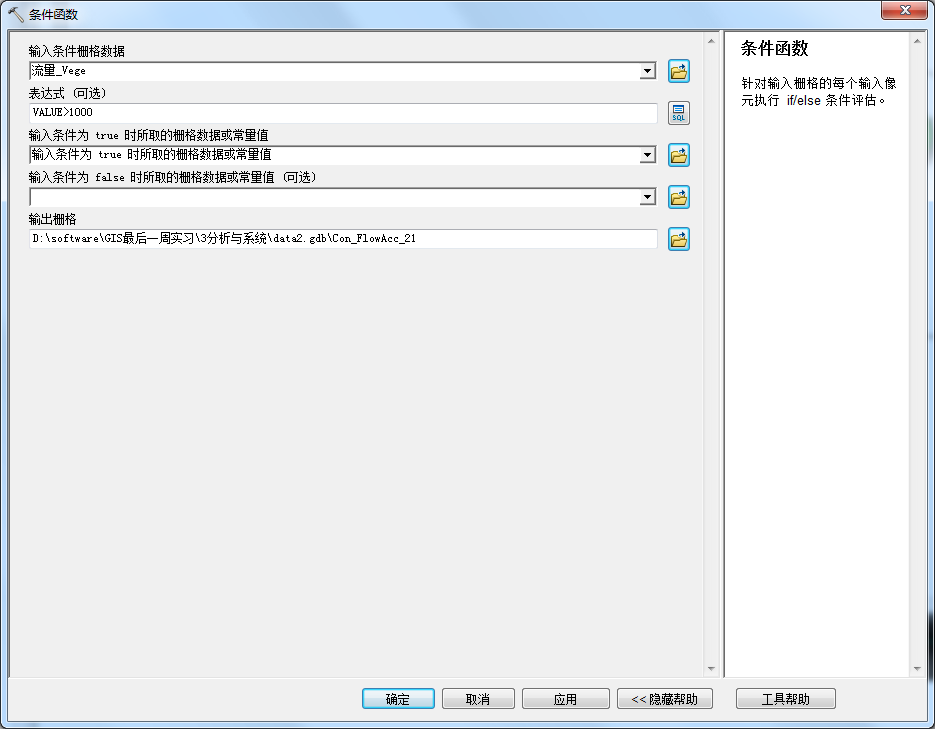 条件函数
输入条件栅格数据
流量_Vege
表达式 (可选)
VALUE>1000
SQL
输入条件为 true 时所取的栅格数据或常量值
输入条件为 true 时所取的栅格数据或常量值
输入条件为 false 时所取的栅格数据或常量值 (可选)
输出栅格
D:\software\GIS最后一周实习\3分析与系统\data2.gdb\Con_FlowAcc_21
条件函数
针对输入栅格的每个输入像
元执行 if/else 条件评估。
确定
取消
应用
<< 隐藏帮助
工具帮助